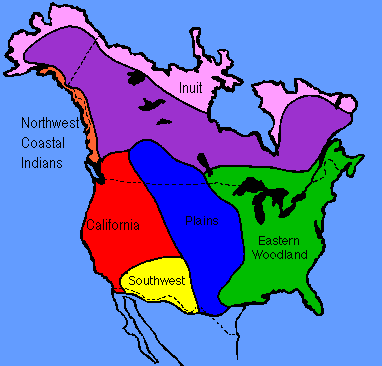 Inuit
Northwest
Coastal
Indians
California
Plains
Eastern
Woodland
Southwest